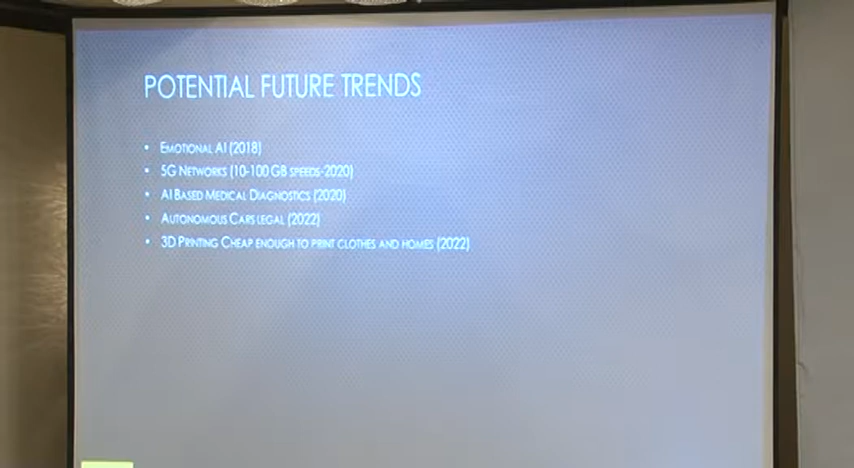 POTENTIAL FUTURE TRENDS
• EMOTIONAL AI (2018)
• 5G NETWORKS (10-100 GB SPEEDS-2020)
• AI BASED MEDICAL DIAGNOSTICS (2020)
• AUTONOMOUS CARS LEGAL (2022)
• 3D PRINTING CHEAP ENOUGH TO PRINT CLOTHES AND HOMES (2022)